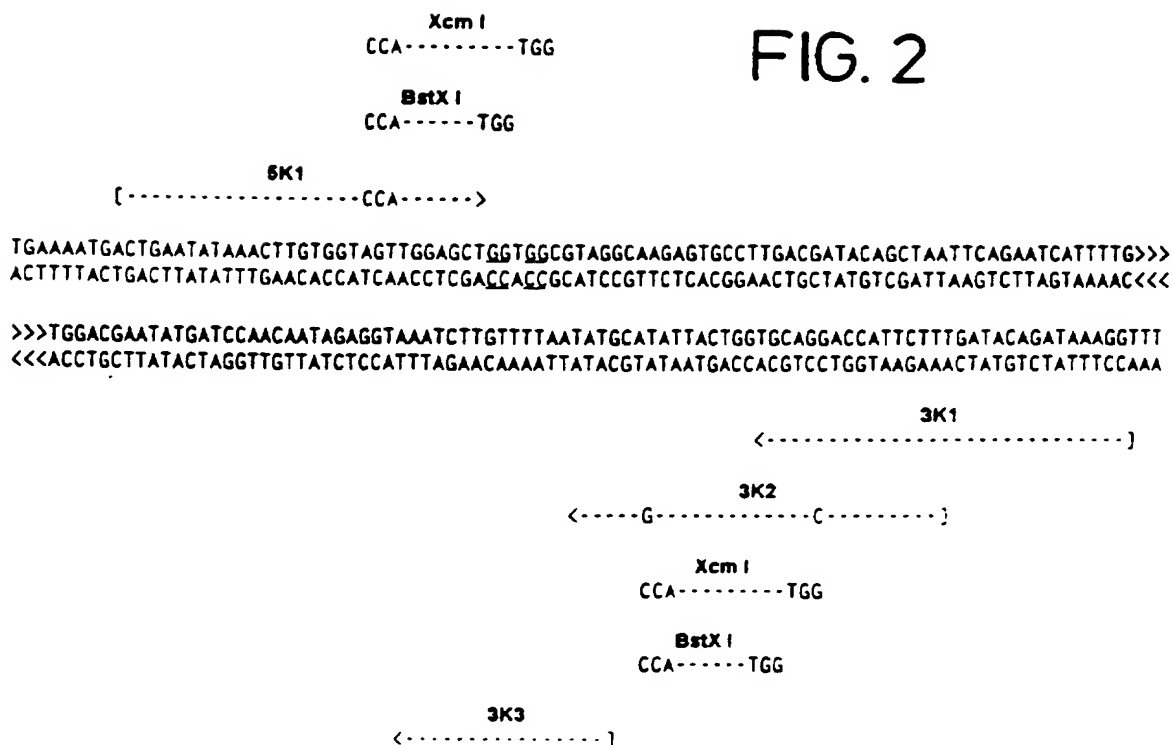 FIG. 2
Xcm I
CCA---------TGG
BstX I
CCA------TGG
5K1
[------------------CCA------>
TGAAAATGACTGAATATAAACTTGTGGTAGTTGGAGCTGGTGGCGTAGGCAAGAGTGCCTTGACGATACAGCTAATTCAGAATCATTTTG>>>
ACTTTTACTGACTTATATTTGAACACCATCAACCTCGACCACCGCATCCGTTCTCACGGAACTGCTATGTCGATTAAGTCTTAGTAAAAC<<<
>>>TGGACGAATATGATCCAACAATAGAGGTAAATCTTGTTTTAATATGCATATTACTGGTGCAGGACCATTCTTTGATACAGATAAAGGTTT
<<<ACCTGCTTATACTAGGTTGTTATCTCCATTTAGAACAAAATTATACGTATAATGACCACGTCCTGGTAAGAAACTATGTCTATTTCCAAA
3K1
<----------------------------]
3K2
<-----G------------C---------]
Xcm I
CCA---------TGG
BstX I
CCA------TGG
3K3
<----------------]